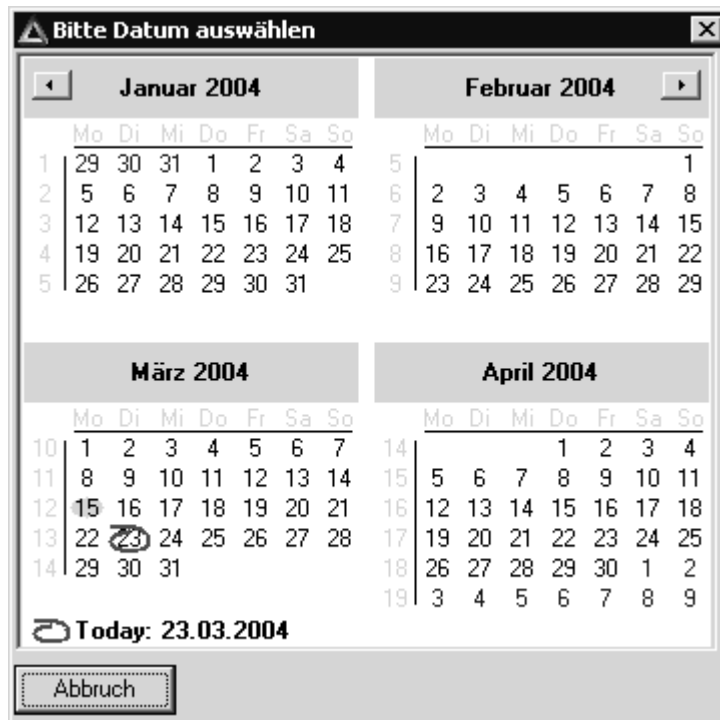 Bitte Datum auswählen
Januar 2004
Mo Di Mi Do Fr Sa So
1 29 30 31 1 2 3 4
2 5 6 7 8 9 10 11
3 12 13 14 15 16 17 18
4 19 20 21 22 23 24 25
5 26 27 28 29 30 31
Februar 2004
Mo Di Mi Do Fr Sa So
5 1
6 2 3 4 5 6 7 8
7 9 10 11 12 13 14 15
8 16 17 18 19 20 21 22
9 23 24 25 26 27 28 29
März 2004
Mo Di Mi Do Fr Sa So
10 1 2 3 4 5 6 7
11 8 9 10 11 12 13 14
12 15 16 17 18 19 20 21
13 22 23 24 25 26 27 28
14 29 30 31
April 2004
Mo Di Mi Do Fr Sa So
14 1 2 3 4
15 5 6 7 8 9 10 11
16 12 13 14 15 16 17 18
17 19 20 21 22 23 24 25
18 26 27 28 29 30 1 2
19 3 4 5 6 7 8 9
Today: 23.03.2004
Abbruch